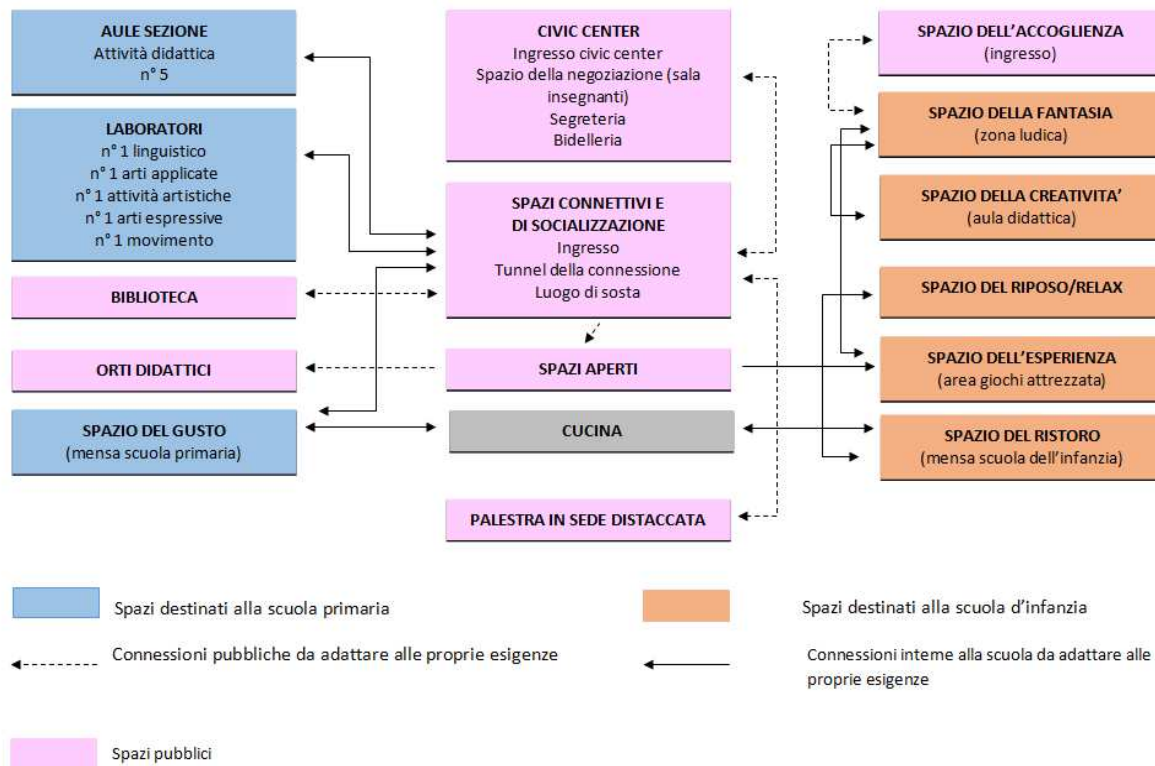 AULE SEZIONE
Attività didattica
n° 5
LABORATORI
n° 1 linguistico
n° 1 arti applicate
n° 1 attività artistiche
n° 1 arti espressive
n° 1 movimento
BIBLIOTECA
ORTI DIDATTICI
SPAZIO DEL GUSTO
(mensa scuola primaria)
CIVIC CENTER
Ingresso civic center
Spazio della negoziazione (sala
insegnanti)
Segreteria
Bidelleria
SPAZI CONNETTIVI E
DI SOCIALIZZAZIONE
Ingresso
Tunnel della connessione
Luogo di sosta
SPAZI APERTI
CUCINA
PALESTRA IN SEDE DISTACCATA
SPAZIO DELL’ACCOGLIENZA
(ingresso)
SPAZIO DELLA FANTASIA
(zona ludica)
SPAZIO DELLA CREATIVITA’
(aula didattica)
SPAZIO DEL RIPOSO/RELAX
SPAZIO DELL’ESPERIENZA
(area giochi attrezzata)
SPAZIO DEL RISTORO
(mensa scuola dell’infanzia)
Spazi destinati alla scuola primaria
Spazi destinati alla scuola d’infanzia
Connessioni pubbliche da adattare alle proprie esigenze
Connessioni interne alla scuola da adattare alle
proprie esigenze
Spazi pubblici